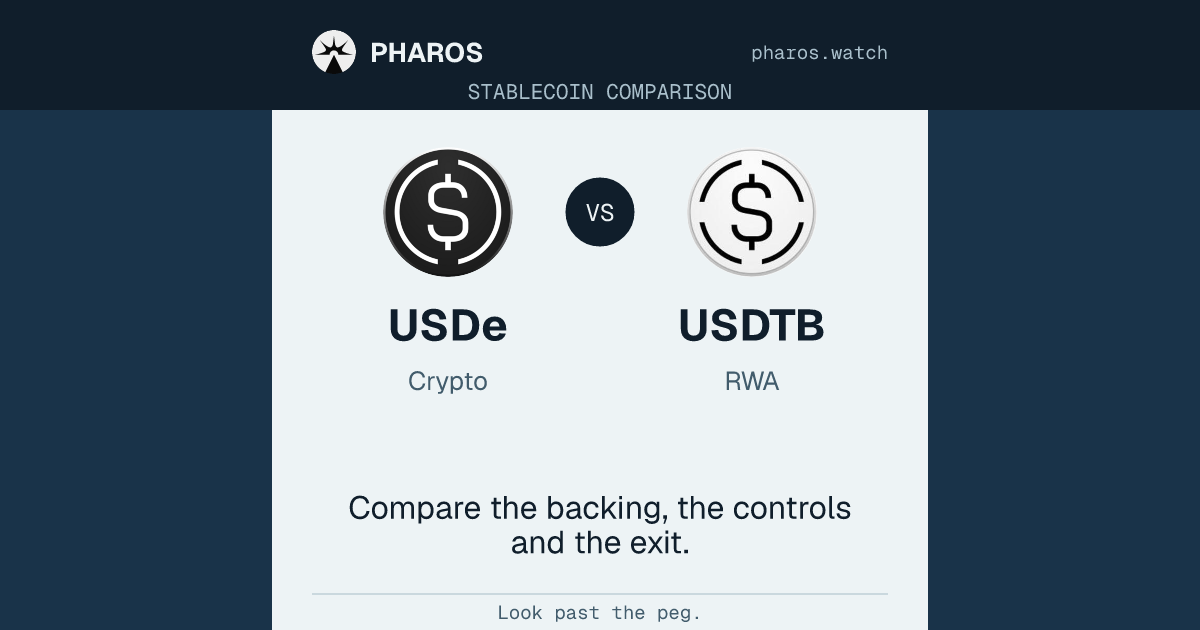 PHAROS
pharos.watch
STABLECOIN COMPARISON
$
VS
$
USDe
USDTB
Crypto
RWA
Compare the backing, the controls
and the exit.
Look past the peg.